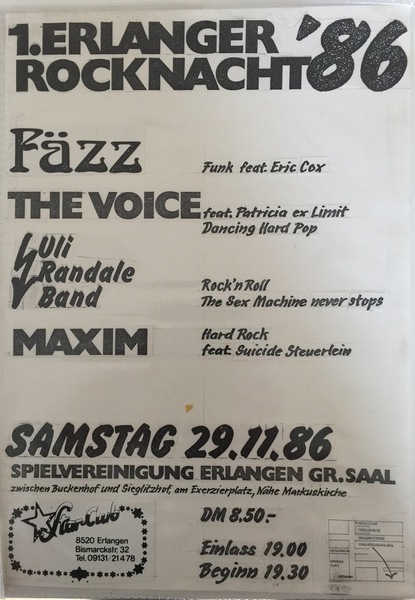 1. ERLANGER
ROCKNACHT '86
Fäzz
Funk feat. Eric Cox
THE VOICE
feat. Patricia ex Limit
Dancing Hard Pop
Uli
Randale
Band
Rock'n Roll
The Sex Machine never stops
MAXIM
Hard Rock
feat. Suicide Steuerlein
SAMSTAG 29.11.86
SPIELVEREINIGUNG ERLANGEN GR. SAAL
zwischen Buckenhof und Sieglitzhof, am Exerzierplatz, Nähe Markuskirche
Star-Club
8520 Erlangen
Bismarckstr. 32
Tel. 09131/21478
DM 8.50.-
Einlass 19.00
Beginn 19.30